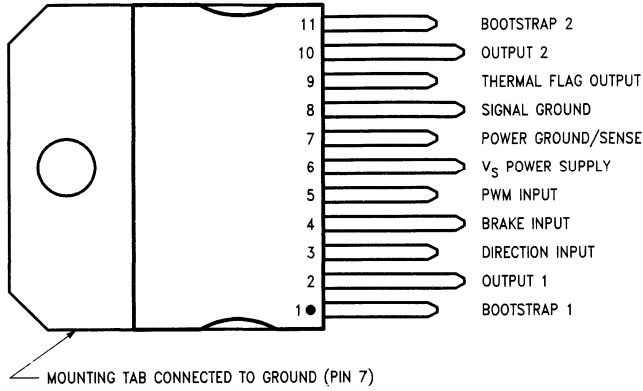 11 BOOTSTRAP 2
10 OUTPUT 2
9 THERMAL FLAG OUTPUT
8 SIGNAL GROUND
7 POWER GROUND/SENSE
6 VS POWER SUPPLY
5 PWM INPUT
4 BRAKE INPUT
3 DIRECTION INPUT
2 OUTPUT 1
1 BOOTSTRAP 1
MOUNTING TAB CONNECTED TO GROUND (PIN 7)